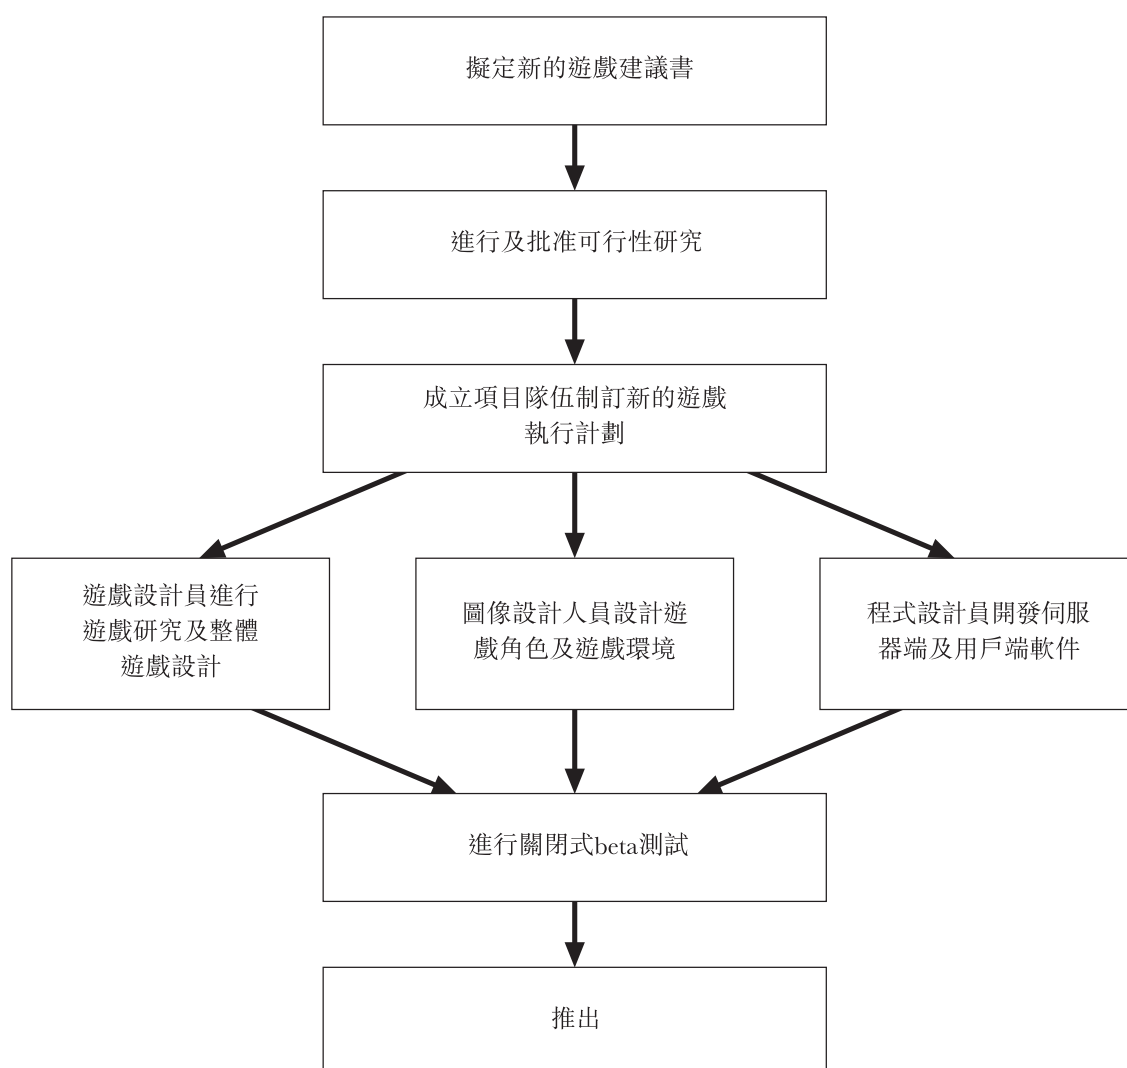 擬定新的遊戲建議書
進行及批准可行性研究
成立項目隊伍制訂新的遊戲
執行計劃
遊戲設計員進行
遊戲研究及整體
遊戲設計
圖像設計人員設計遊
戲角色及遊戲環境
程式設計員開發伺服
器端及用戶端軟件
進行關閉式beta測試
推出